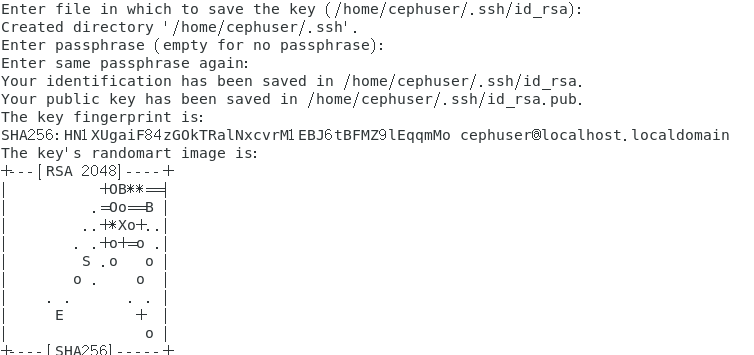 Enter file in which to save the key (/home/cephuser/.ssh/id_rsa):
Created directory '/home/cephuser/.ssh'.
Enter passphrase (empty for no passphrase):
Enter same passphrase again:
Your identification has been saved in /home/cephuser/.ssh/id_rsa.
Your public key has been saved in /home/cephuser/.ssh/id_rsa.pub.
The key fingerprint is:
SHA256:HN1XUgaiF84zGOkTRalNxcvrM1EBJ6tBFMZ9lEqqmMo cephuser@localhost.localdomain
The key's randomart image is:
+---[RSA 2048]----+
|           +OB**==|
|          .=Oo==B |
|         ..+*Xo+..|
|        . .+o+=o .|
|         S .o   o |
|        o .    o  |
|     . .      . . |
|      E        +  |
|                o |
+----[SHA256]-----+